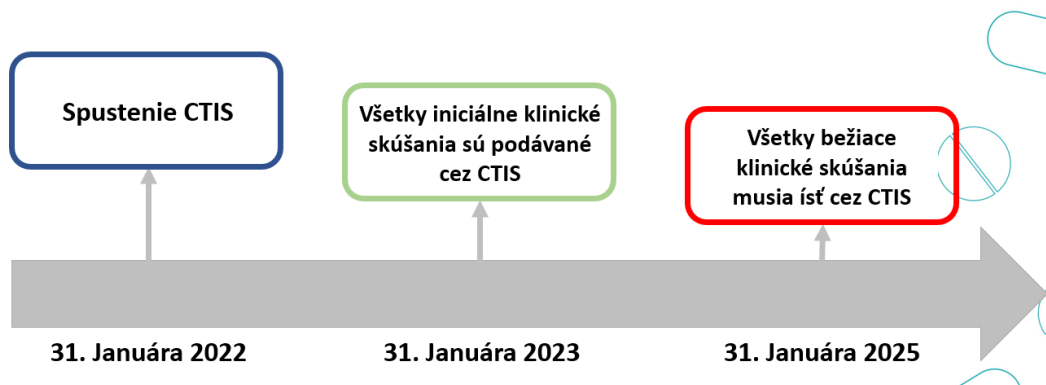 Spustenie CTIS
Všetky iniciálne klinické
skúšania sú podávané
cez CTIS
Všetky bežiace
klinické skúšania
musia ísť cez CTIS
31. Januára 2022
31. Januára 2023
31. Januára 2025